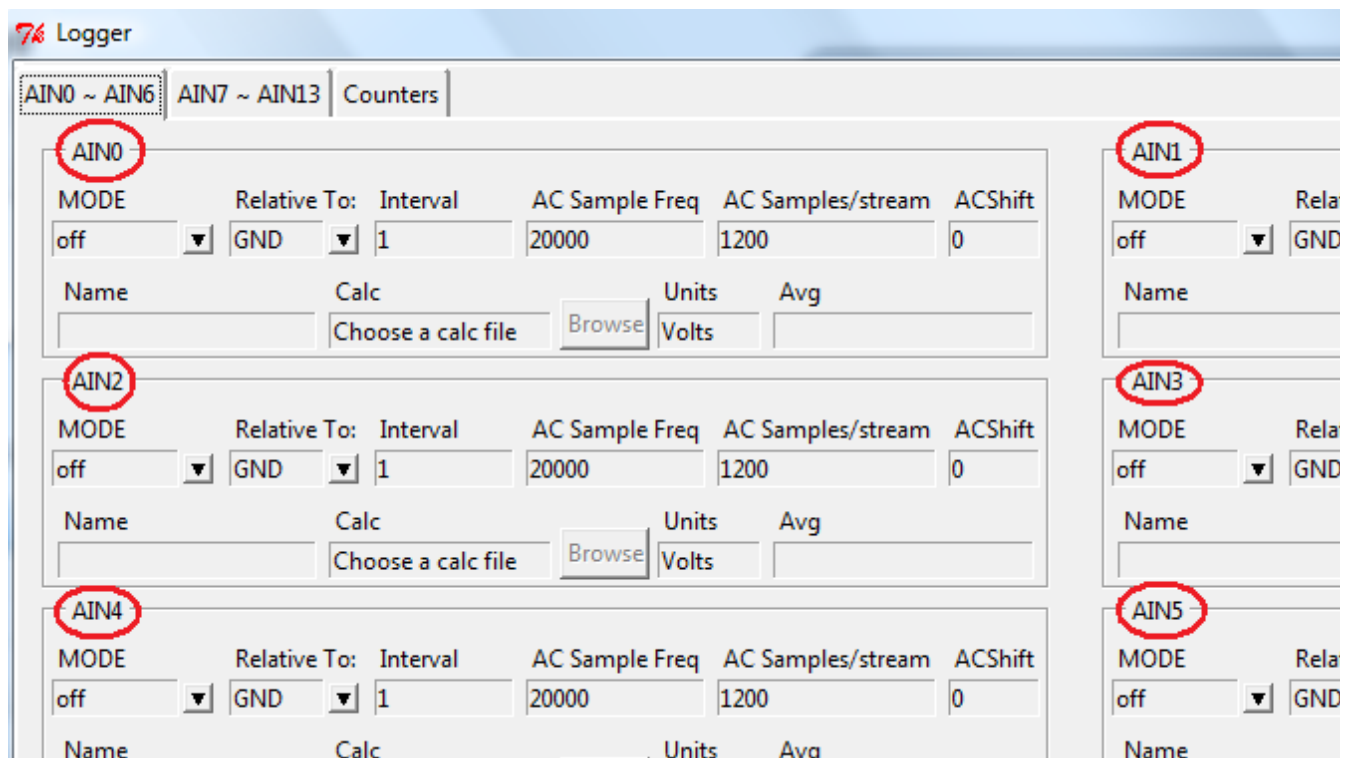 Logger
AIN0 ~ AIN6 AIN7 ~ AIN13 Counters
AIN0 AIN1
MODE Relative To: Interval AC Sample Freq AC Samples/stream ACShift MODE Rela
off GND 1 20000 1200 0 off GND
Name Calc Units Avg Name
Choose a calc file Browse Volts
AIN2 AIN3
MODE Relative To: Interval AC Sample Freq AC Samples/stream ACShift MODE Rela
off GND 1 20000 1200 0 off GND
Name Calc Units Avg Name
Choose a calc file Browse Volts
AIN4 AIN5
MODE Relative To: Interval AC Sample Freq AC Samples/stream ACShift MODE Rela
off GND 1 20000 1200 0 off GND
Name Calc Units Avg Name